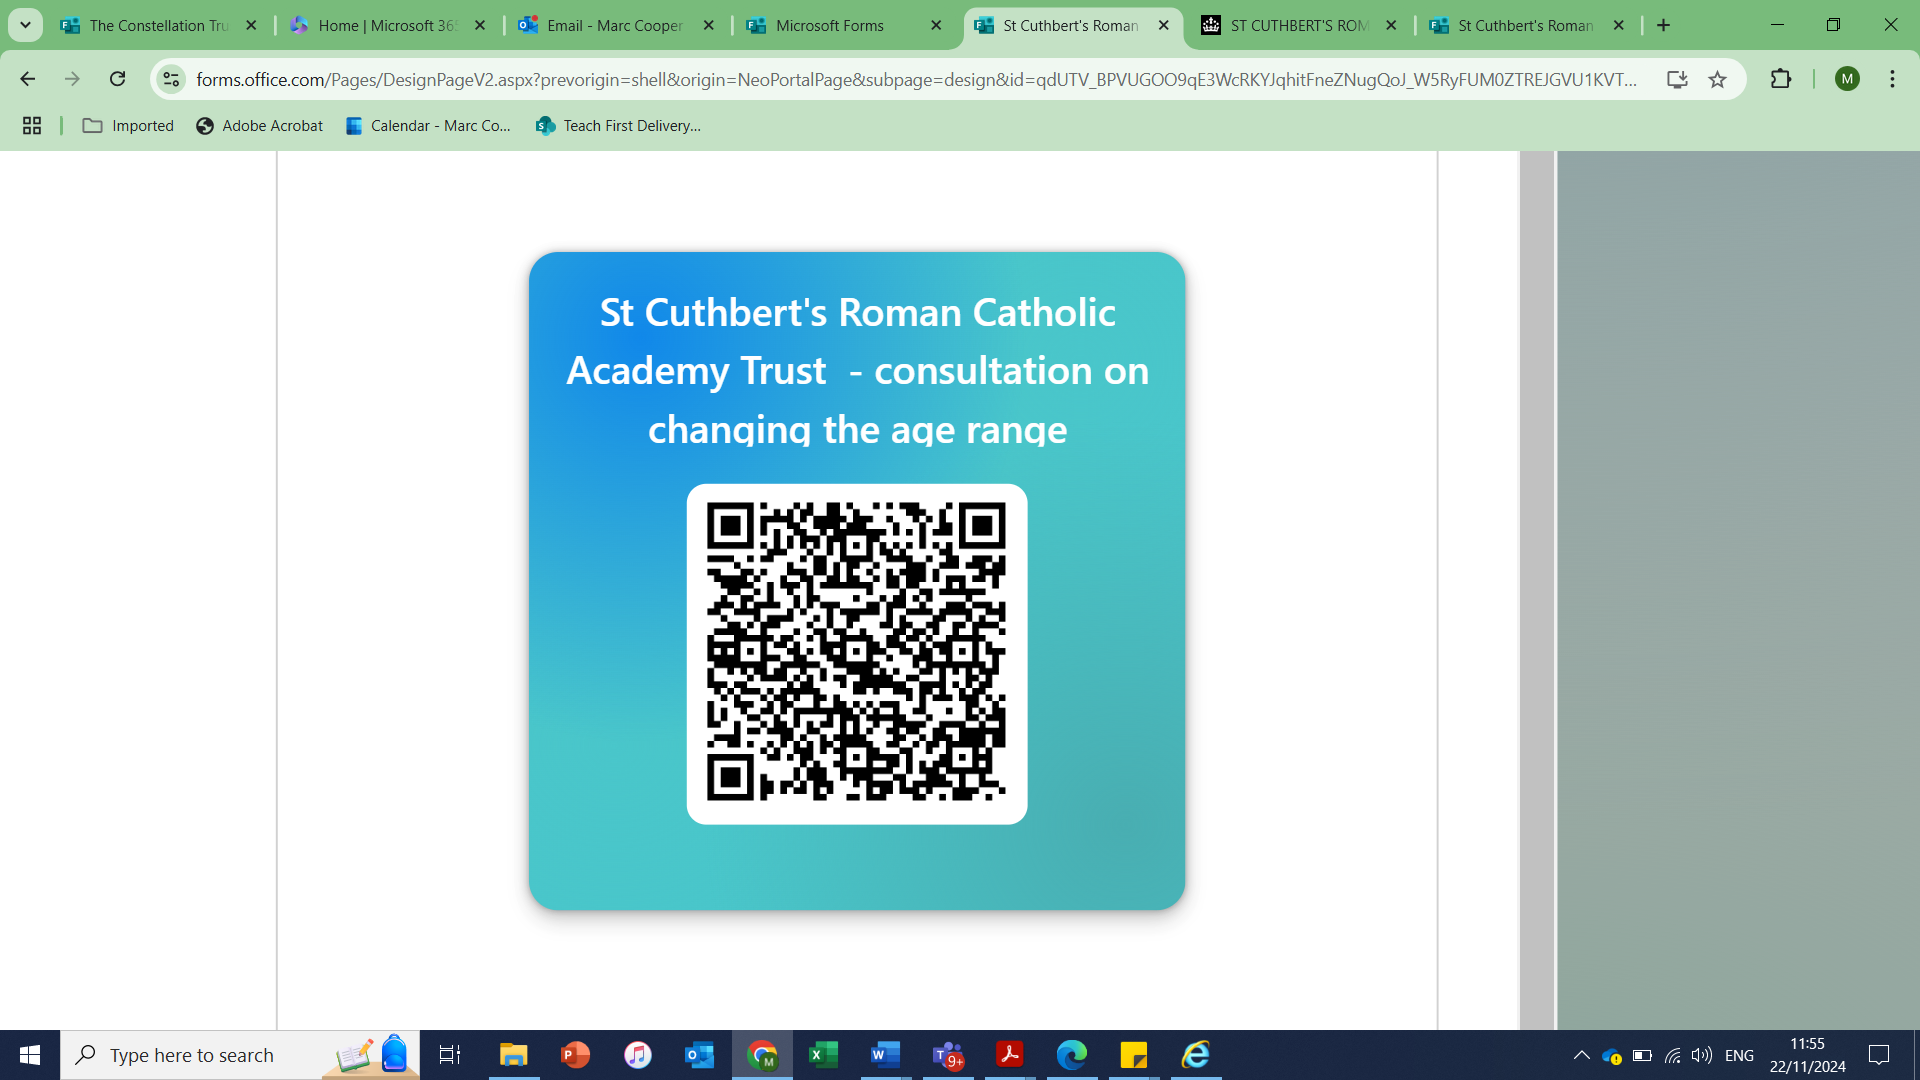 The Constellation Tru
Home | Microsoft 365
Email - Marc Cooper
Microsoft Forms
St Cuthbert's Roman
ST CUTHBERT'S ROM
St Cuthbert's Roman
forms.office.com/Pages/DesignPageV2.aspx?prevorigin=shell&origin=NeoPortalPage&subpage=design&id=qdUTV_BPVUGOO9qE3WcRKYJqhitFneZNugQoJ_W5RyFUM0ZTREJGVU1KVT...
M
Imported
Adobe Acrobat
Calendar - Marc Co...
Teach First Delivery...
St Cuthbert's Roman Catholic
Academy Trust - consultation on
changing the age range
Type here to search
9+
ENG
11:55
22/11/2024